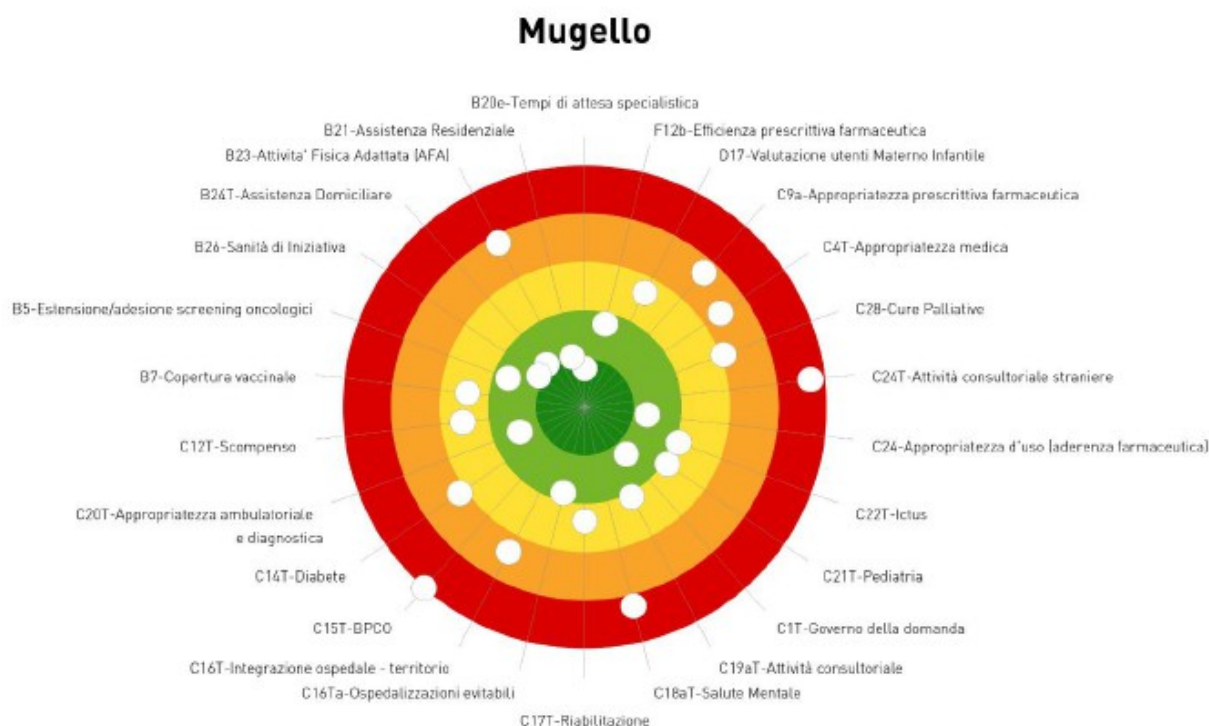 Mugello
B20e-Tempi di attesa specialistica
B21-Assistenza Residenziale
F12b-Efficienza prescrittiva farmaceutica
B23-Attivita' Fisica Adattata (AFA)
D17-Valutazione utenti Materno Infantile
B24T-Assistenza Domiciliare
C9a-Appropriatezza prescrittiva farmaceutica
B26-Sanità di Iniziativa
C4T-Appropriatezza medica
B5-Estensione/adesione screening oncologici
C28-Cure Palliative
B7-Copertura vaccinale
C24T-Attività consultoriale straniere
C12T-Scompenso
C24-Appropriatezza d'uso (aderenza farmaceutica)
C20T-Appropriatezza ambulatoriale
e diagnostica
C22T-Ictus
C14T-Diabete
C21T-Pediatria
C15T-BPCO
C1T-Governo della domanda
C16T-Integrazione ospedale - territorio
C19aT-Attività consultoriale
C16Ta-Ospedalizzazioni evitabili
C18aT-Salute Mentale
C17T-Riabilitazione